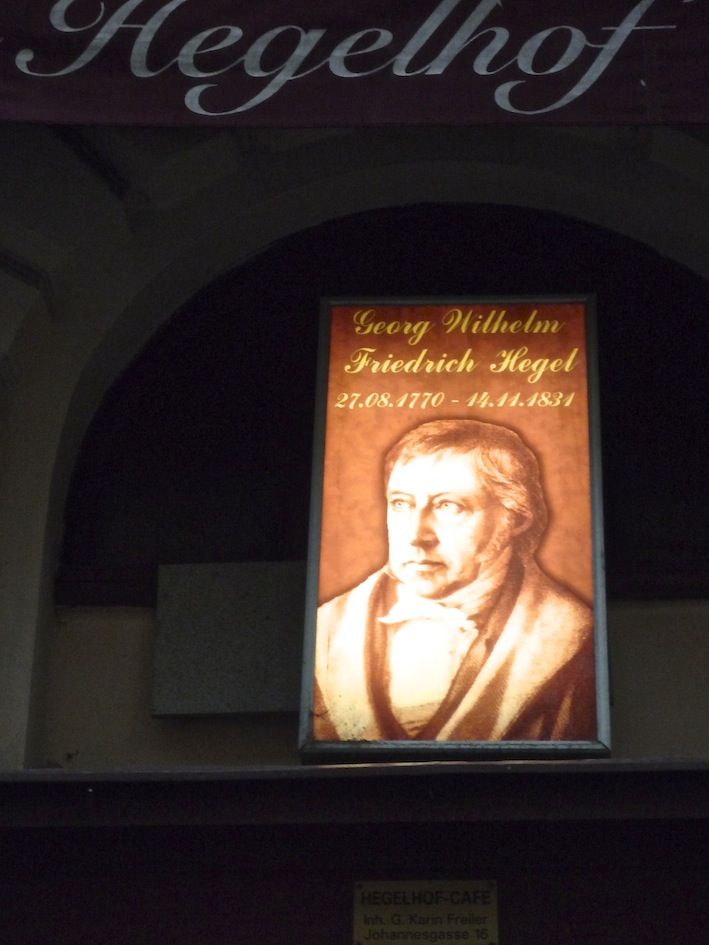 Hegelhof
Georg Wilhelm
Friedrich Hegel
27.08.1770 - 14.11.1831
HEGELHOF-CAFE
Inh. G. Karin Freiler
Johannesgasse 16